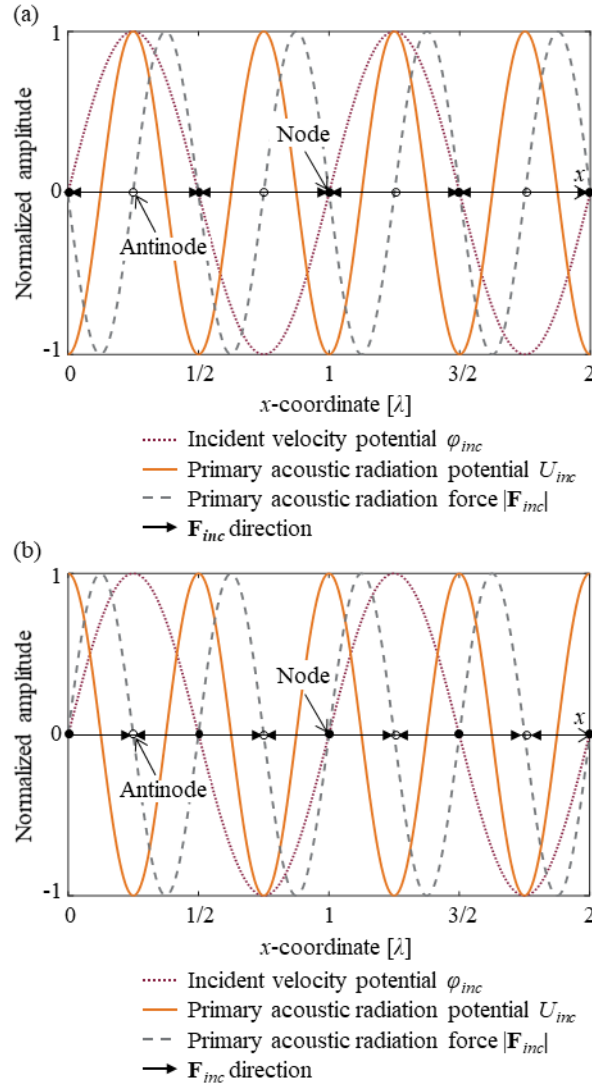 (a)
1
Normalized amplitude
Node
0
x
Antinode
-1
0 1/2 1 3/2 2
x-coordinate [λ]
Incident velocity potential φinc
Primary acoustic radiation potential Uinc
Primary acoustic radiation force |Finc|
Finc direction
(b)
1
Normalized amplitude
Node
0
x
Antinode
-1
0 1/2 1 3/2 2
x-coordinate [λ]
Incident velocity potential φinc
Primary acoustic radiation potential Uinc
Primary acoustic radiation force |Finc|
Finc direction